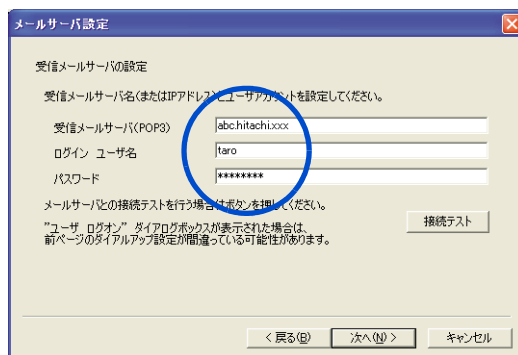 メールサーバ設定
受信メールサーバの設定
受信メールサーバ名(またはIPアドレス)とユーザアカウントを設定してください。
受信メールサーバ(POP3)
abc.hitachi.xxx
ログイン ユーザ名
taro
パスワード
********
メールサーバとの接続テストを行う場合はボタンを押してください。
"ユーザ ログオン" ダイアログボックスが表示された場合は、
前ページのダイアルアップ設定が間違っている可能性があります。
接続テスト
< 戻る(B)
次へ(N) >
キャンセル